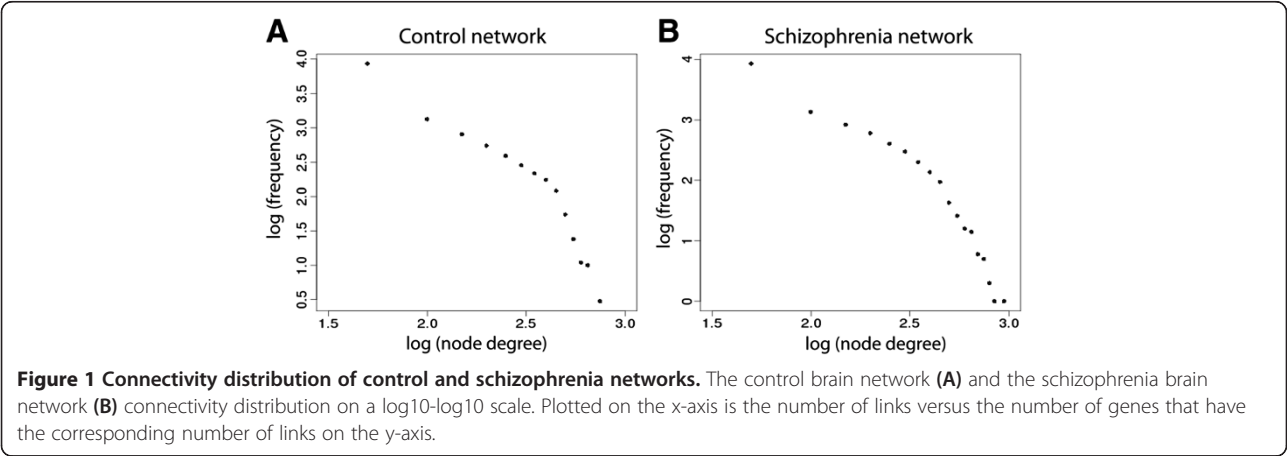 A
Control network
log (frequency)
4.0
3.5
3.0
2.5
2.0
1.5
1.0
0.5
1.5 2.0 2.5 3.0
log (node degree)
B
Schizophrenia network
log (frequency)
4
3
2
1
0
1.5 2.0 2.5 3.0
log (node degree)
Figure 1 Connectivity distribution of control and schizophrenia networks. The control brain network (A) and the schizophrenia brain
network (B) connectivity distribution on a log10-log10 scale. Plotted on the x-axis is the number of links versus the number of genes that have
the corresponding number of links on the y-axis.